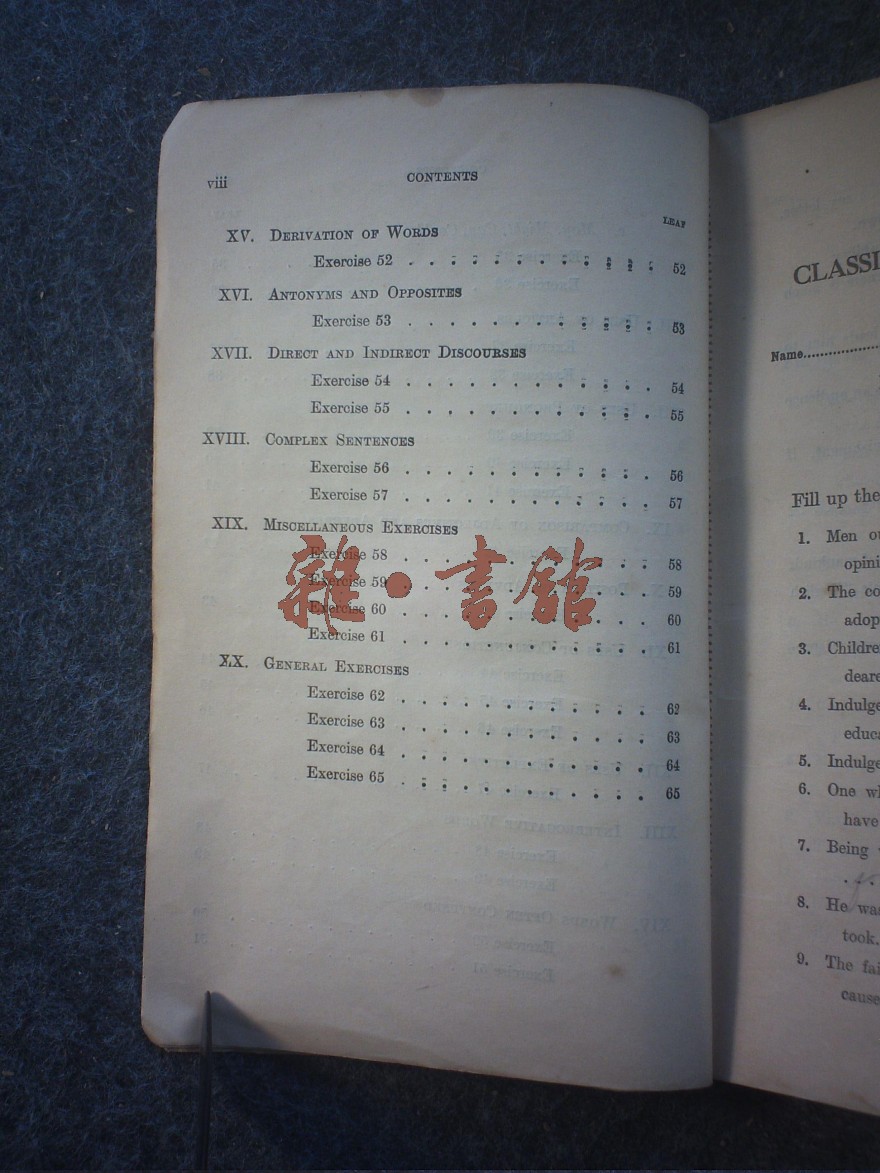 viii
CONTENTS
LEAF
XV. DERIVATION OF WORDS
Exercise 52 . . . . . . . . . . . . 52
XVI. ANTONYMS AND OPPOSITES
Exercise 53 . . . . . . . . . . . . 53
XVII. DIRECT AND INDIRECT DISCOURSES
Exercise 54 . . . . . . . . . . . . 54
Exercise 55 . . . . . . . . . . . . 55
XVIII. COMPLEX SENTENCES
Exercise 56 . . . . . . . . . . . . 56
Exercise 57 . . . . . . . . . . . . 57
XIX. MISCELLANEOUS EXERCISES
Exercise 58 . . . . . . . . . . . . 58
Exercise 59 . . . . . . . . . . . . 59
Exercise 60 . . . . . . . . . . . . 60
Exercise 61 . . . . . . . . . . . . 61
XX. GENERAL EXERCISES
Exercise 62 . . . . . . . . . . . . 62
Exercise 63 . . . . . . . . . . . . 63
Exercise 64 . . . . . . . . . . . . 64
Exercise 65 . . . . . . . . . . . . 65
雜·書館
Name
Fill up the
1. Men
2. The
3.
4.
5.
6. One
have
7. Being
8. He
took.
9. The
cause